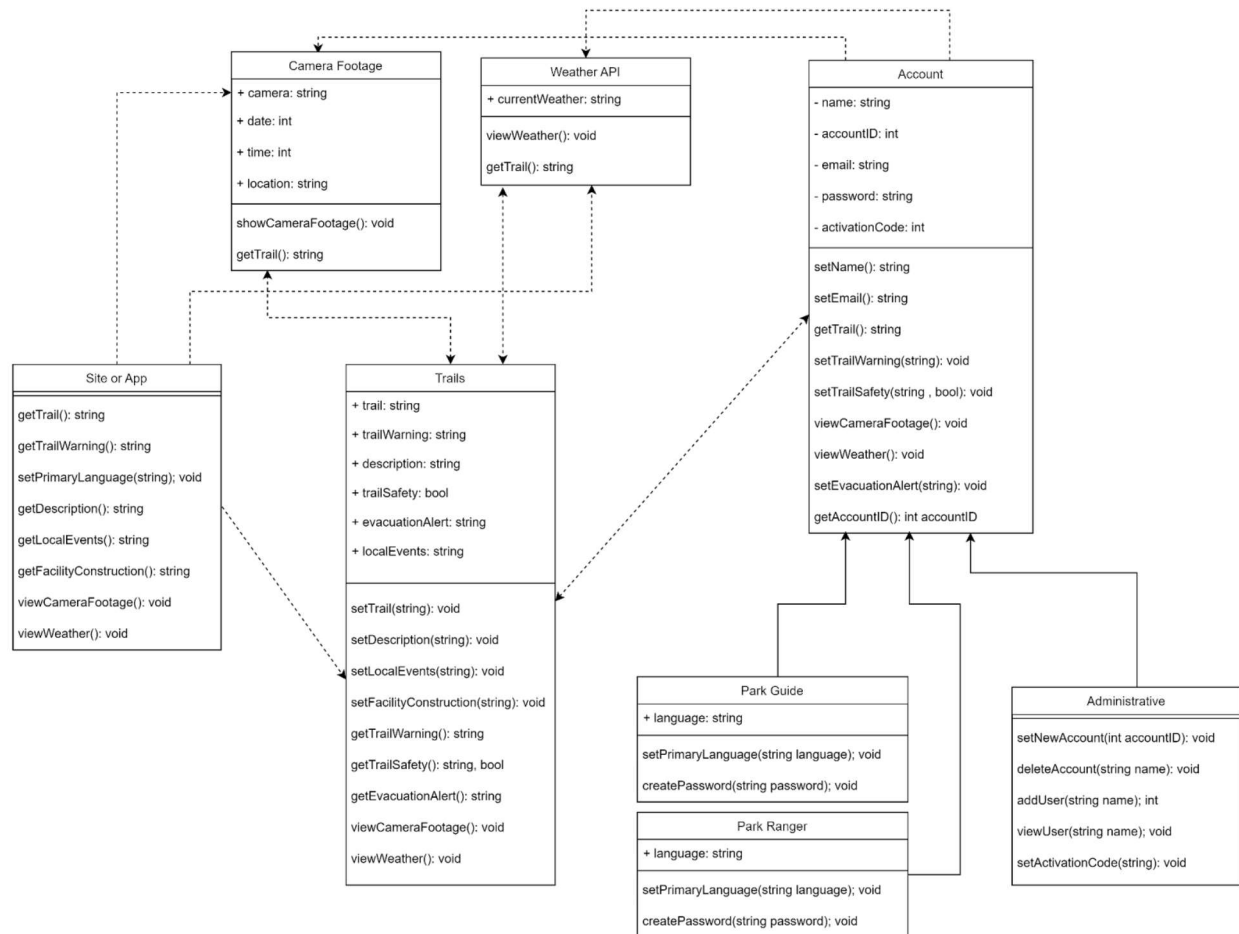 Camera Footage
+ camera: string
+ date: int
+ time: int
+ location: string
showCameraFootage(): void
getTrail(): string
Weather API
+ currentWeather: string
viewWeather(): void
getTrail(): string
Account
- name: string
- accountID: int
- email: string
- password: string
- activationCode: int
setName(): string
setEmail(): string
getTrail(): string
setTrailWarning(string): void
setTrailSafety(string , bool): void
viewCameraFootage(): void
viewWeather(): void
setEvacuationAlert(string): void
getAccountID(): int accountID
Site or App
getTrail(): string
getTrailWarning(): string
setPrimaryLanguage(string); void
getDescription(): string
getLocalEvents(): string
getFacilityConstruction(): string
viewCameraFootage(): void
viewWeather(): void
Trails
+ trail: string
+ trailWarning: string
+ description: string
+ trailSafety: bool
+ evacuationAlert: string
+ localEvents: string
setTrail(string): void
setDescription(string): void
setLocalEvents(string): void
setFacilityConstruction(string): void
getTrailWarning(): string
getTrailSafety(): string, bool
getEvacuationAlert(): string
viewCameraFootage(): void
viewWeather(): void
Park Guide
+ language: string
setPrimaryLanguage(string language); void
createPassword(string password); void
Park Ranger
+ language: string
setPrimaryLanguage(string language); void
createPassword(string password); void
Administrative
setNewAccount(int accountID): void
deleteAccount(string name): void
addUser(string name); int
viewUser(string name); void
setActivationCode(string): void